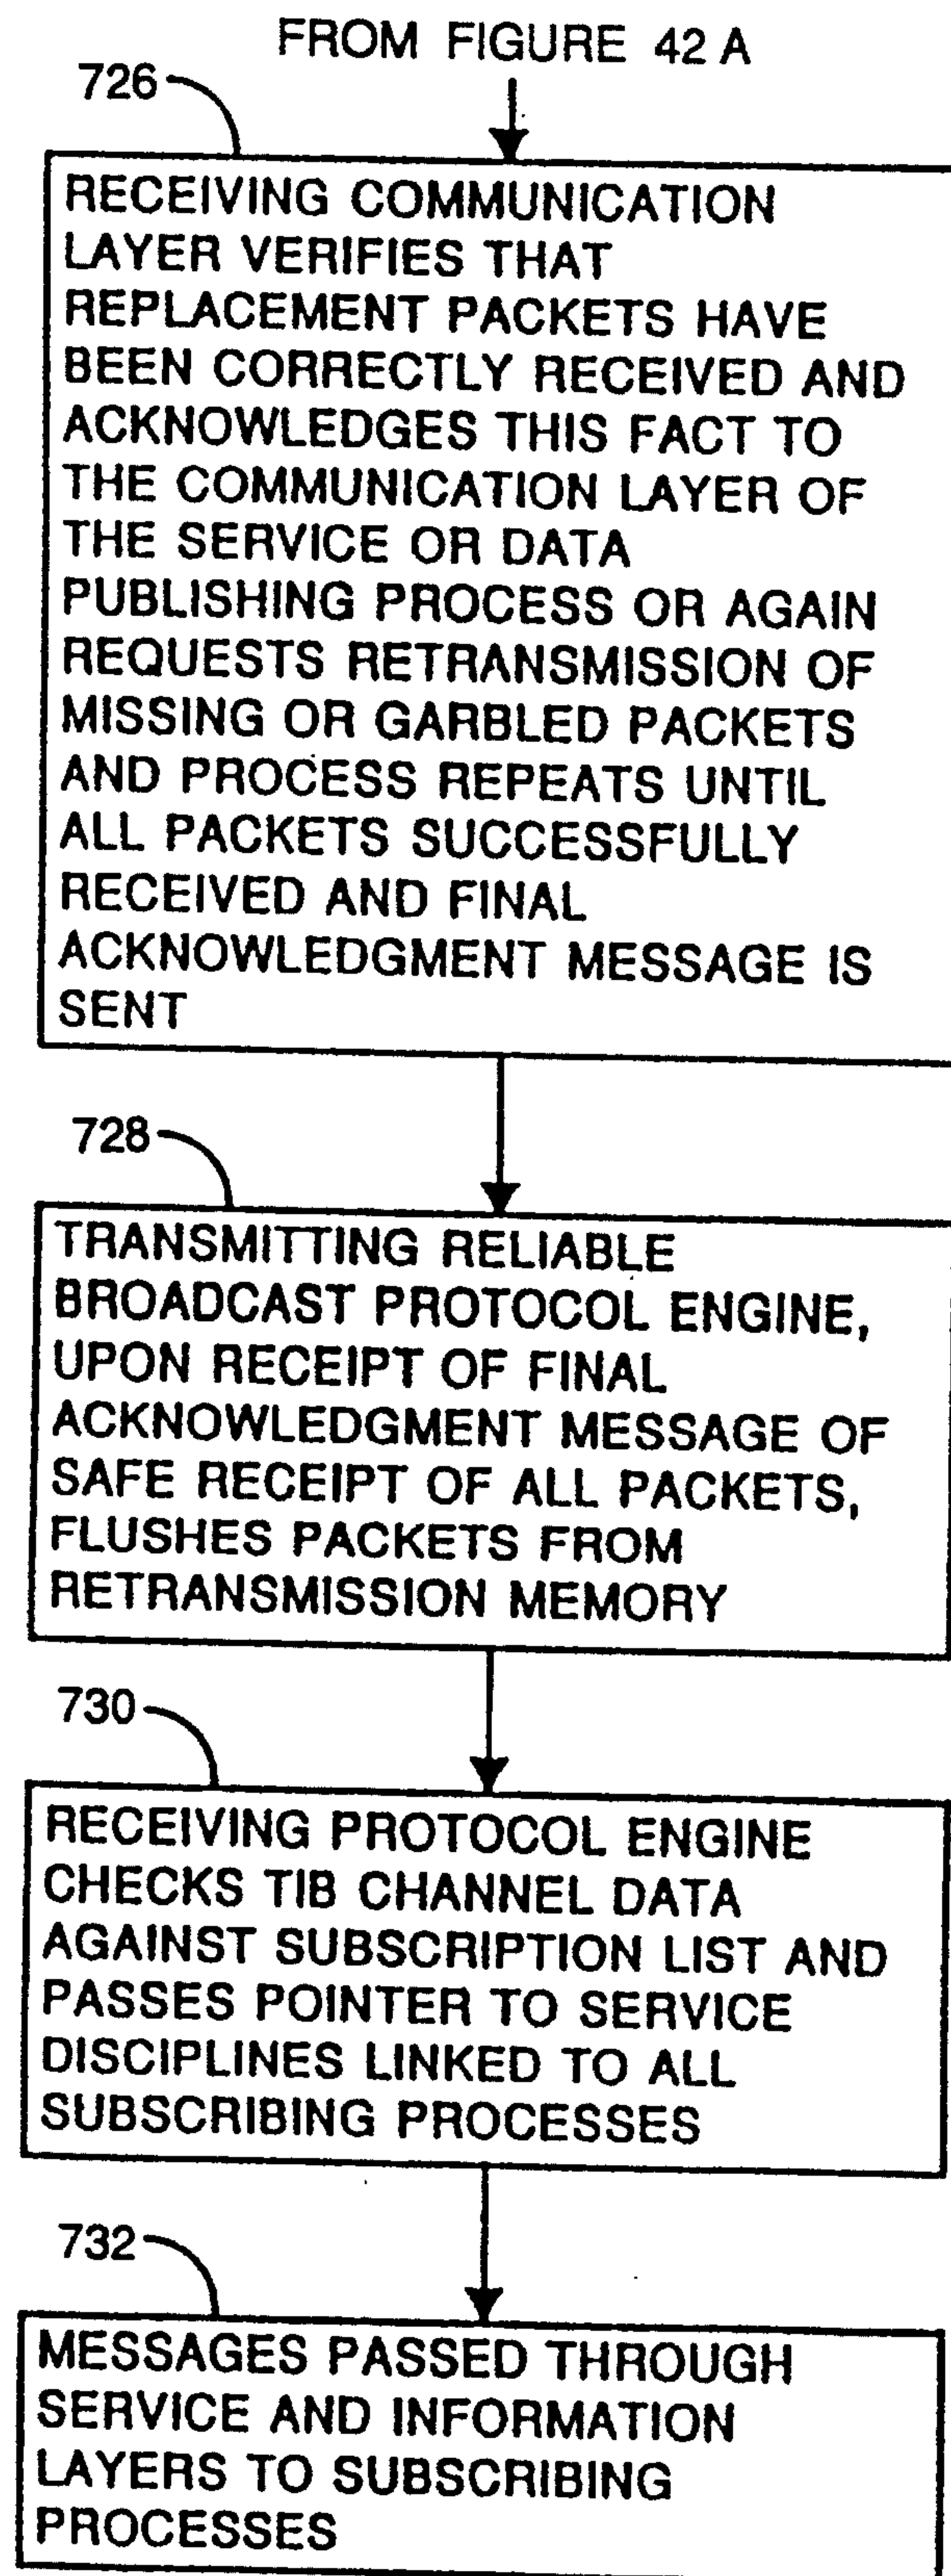 FROM FIGURE 42 A
726
RECEIVING COMMUNICATION
LAYER VERIFIES THAT
REPLACEMENT PACKETS HAVE
BEEN CORRECTLY RECEIVED AND
ACKNOWLEDGES THIS FACT TO
THE COMMUNICATION LAYER OF
THE SERVICE OR DATA
PUBLISHING PROCESS OR AGAIN
REQUESTS RETRANSMISSION OF
MISSING OR GARBLED PACKETS
AND PROCESS REPEATS UNTIL
ALL PACKETS SUCCESSFULLY
RECEIVED AND FINAL
ACKNOWLEDGMENT MESSAGE IS
SENT
728
TRANSMITTING RELIABLE
BROADCAST PROTOCOL ENGINE,
UPON RECEIPT OF FINAL
ACKNOWLEDGMENT MESSAGE OF
SAFE RECEIPT OF ALL PACKETS,
FLUSHES PACKETS FROM
RETRANSMISSION MEMORY
730
RECEIVING PROTOCOL ENGINE
CHECKS TIB CHANNEL DATA
AGAINST SUBSCRIPTION LIST AND
PASSES POINTER TO SERVICE
DISCIPLINES LINKED TO ALL
SUBSCRIBING PROCESSES
732
MESSAGES PASSED THROUGH
SERVICE AND INFORMATION
LAYERS TO SUBSCRIBING
PROCESSES